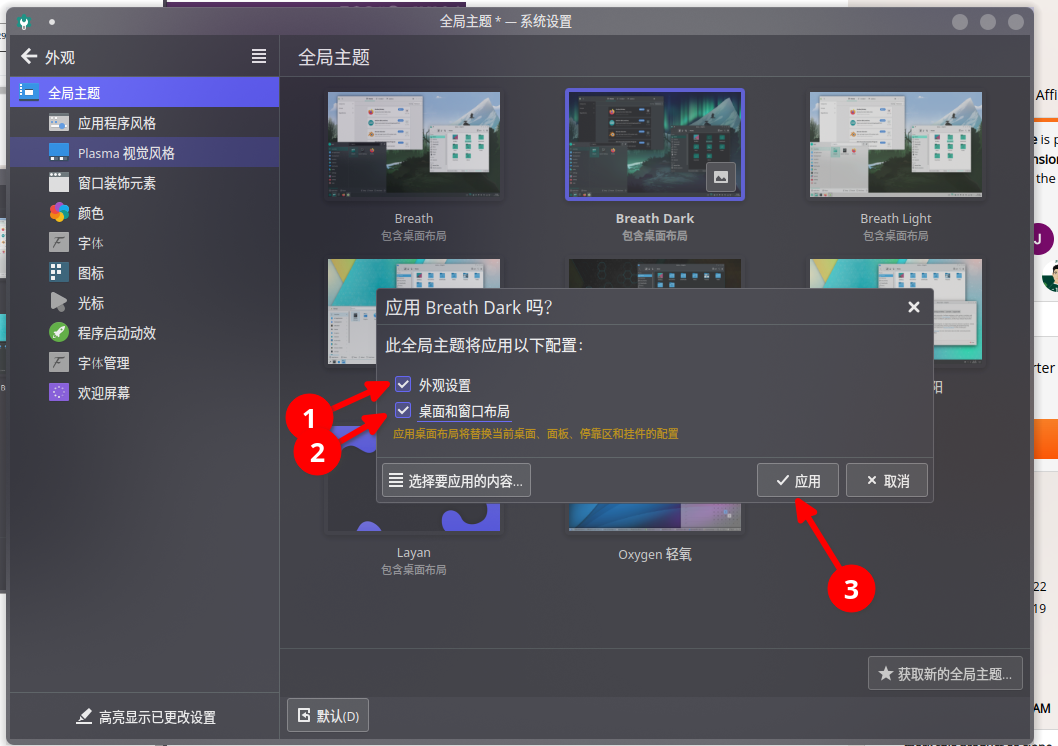 全局主题 * — 系统设置
外观
全局主题
全局主题
应用程序风格
Plasma 视觉风格
窗口装饰元素
颜色
字体
图标
光标
程序启动动效
字体管理
欢迎屏幕
高亮显示已更改设置
Breath
包含桌面布局
Breath Dark
包含桌面布局
Breath Light
包含桌面布局
应用 Breath Dark 吗?
此全局主题将应用以下配置：
外观设置
桌面和窗口布局
应用桌面布局将替换当前桌面、面板、停靠区和挂件的配置
选择要应用的内容...
应用
取消
1
2
3
阳
Layan
包含桌面布局
Oxygen 轻氧
获取新的全局主题...
默认(D)
Affi
is p
the
J
rter
22
19
AM